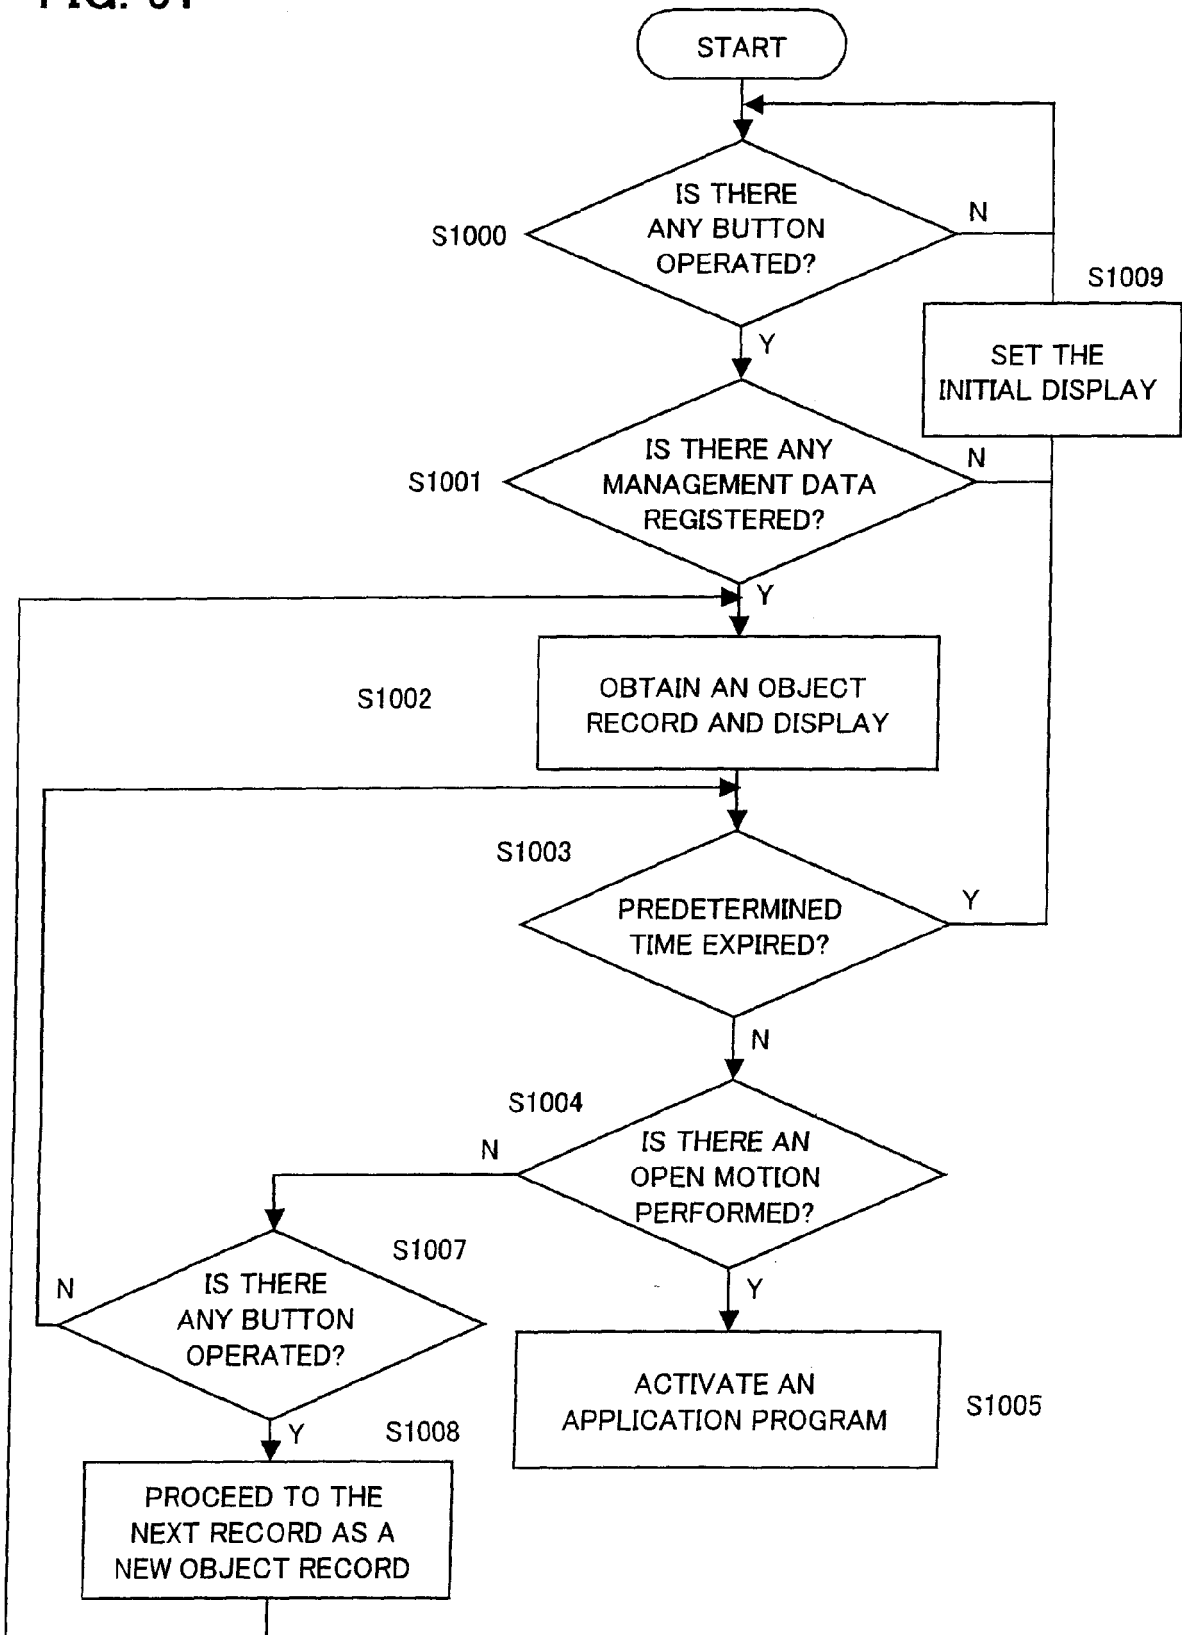 START
IS THERE
ANY BUTTON
OPERATED?
S1000
N
Y
S1009
SET THE
INITIAL DISPLAY
IS THERE ANY
MANAGEMENT DATA
REGISTERED?
S1001
N
Y
S1002
OBTAIN AN OBJECT
RECORD AND DISPLAY
S1003
PREDETERMINED
TIME EXPIRED?
Y
N
S1004
IS THERE AN
OPEN MOTION
PERFORMED?
N
Y
S1007
IS THERE
ANY BUTTON
OPERATED?
N
Y
ACTIVATE AN
APPLICATION PROGRAM
S1005
S1008
PROCEED TO THE
NEXT RECORD AS A
NEW OBJECT RECORD